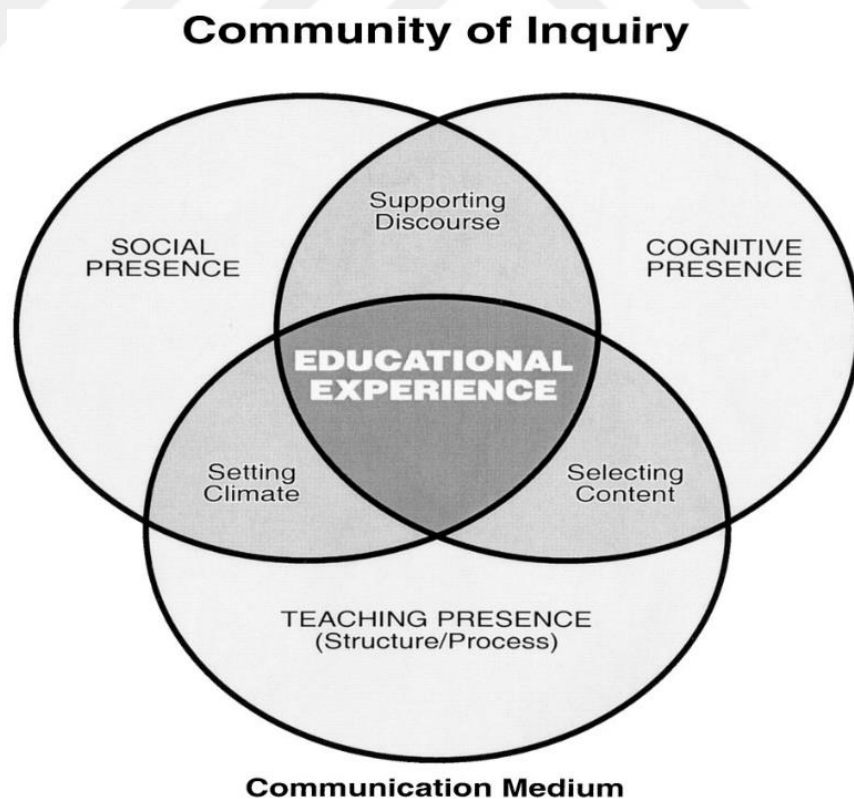 Community of Inquiry
Supporting
Discourse
SOCIAL
PRESENCE
COGNITIVE
PRESENCE
EDUCATIONAL
EXPERIENCE
Setting
Climate
Selecting
Content
TEACHING PRESENCE
(Structure/Process)
Communication Medium